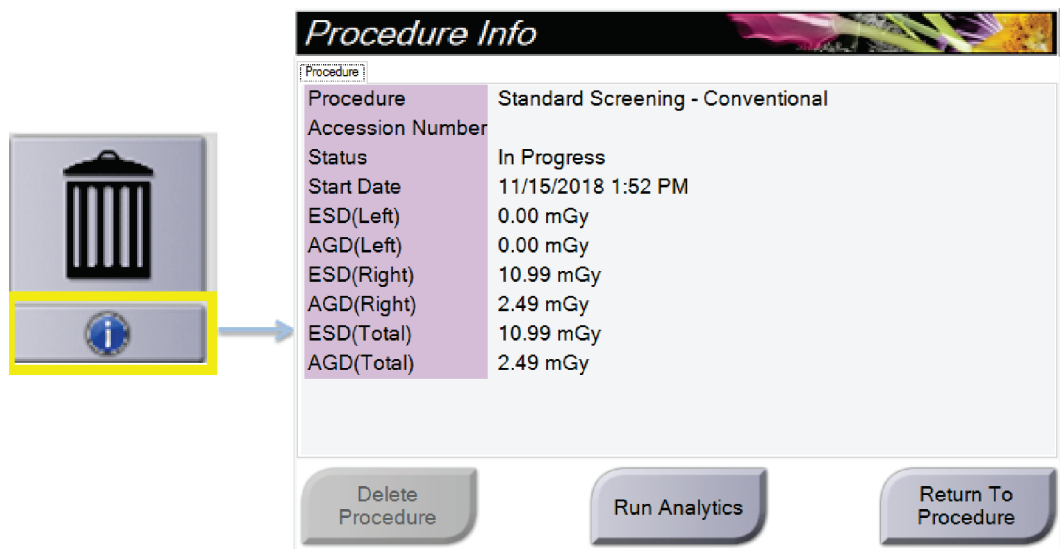 Procedure Info
Procedure
Procedure Standard Screening - Conventional
Accession Number
Status In Progress
Start Date 11/15/2018 1:52 PM
ESD(Left) 0.00 mGy
AGD(Left) 0.00 mGy
ESD(Right) 10.99 mGy
AGD(Right) 2.49 mGy
ESD(Total) 10.99 mGy
AGD(Total) 2.49 mGy
Delete
Procedure
Run Analytics
Return To
Procedure